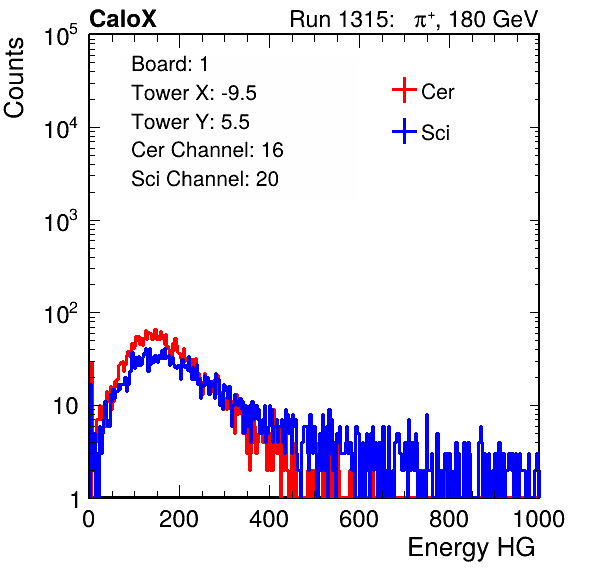 CaloX Run 1315: π⁺, 180 GeV
Counts
10⁵
10⁴
10³
10²
10
1
Board: 1
Tower X: -9.5
Tower Y: 5.5
Cer Channel: 16
Sci Channel: 20
Cer
Sci
0 200 400 600 800 1000
Energy HG